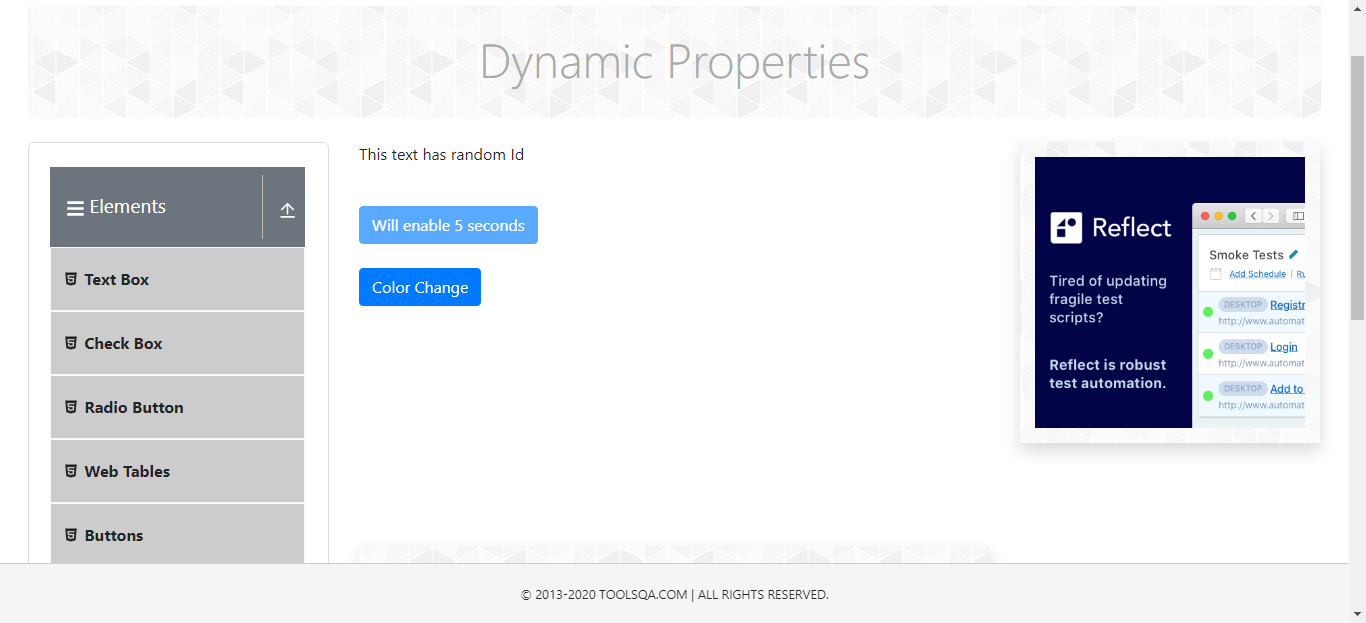 Dynamic Properties
Elements
Text Box
Check Box
Radio Button
Web Tables
Buttons
This text has random Id
Will enable 5 seconds
Color Change
Reflect
Tired of updating
fragile test
scripts?
Reflect is robust
test automation.
Smoke Tests
Add Schedule | Ru
DESKTOP Registr
http://www.automat
DESKTOP Login
http://www.automat
DESKTOP Add to
http://www.automat
© 2013-2020 TOOLSQA.COM | ALL RIGHTS RESERVED.